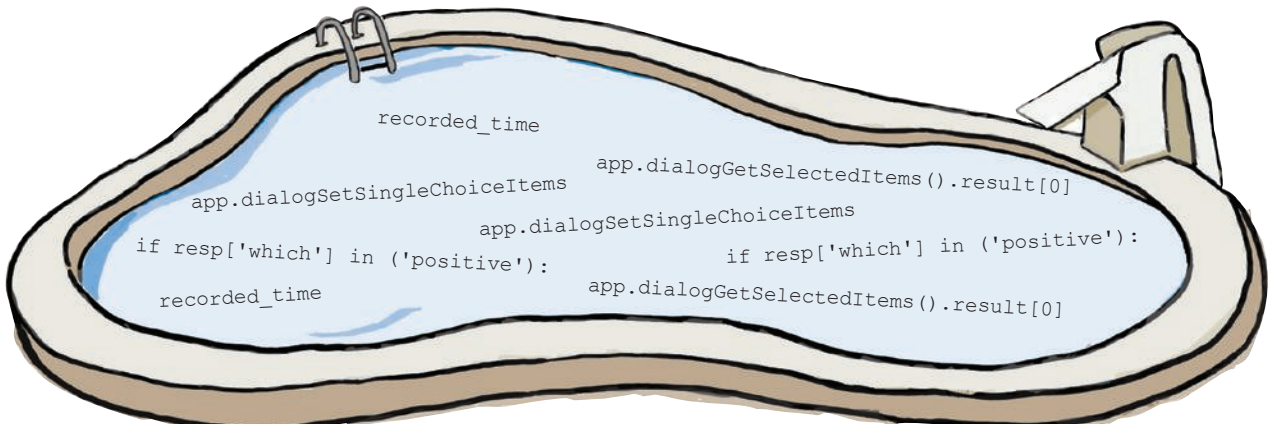 recorded_time
app.dialogGetSelectedItems().result[0]
app.dialogSetSingleChoiceItems
app.dialogSetSingleChoiceItems
if resp['which'] in ('positive'):
if resp['which'] in ('positive'):
recorded_time
app.dialogGetSelectedItems().result[0]